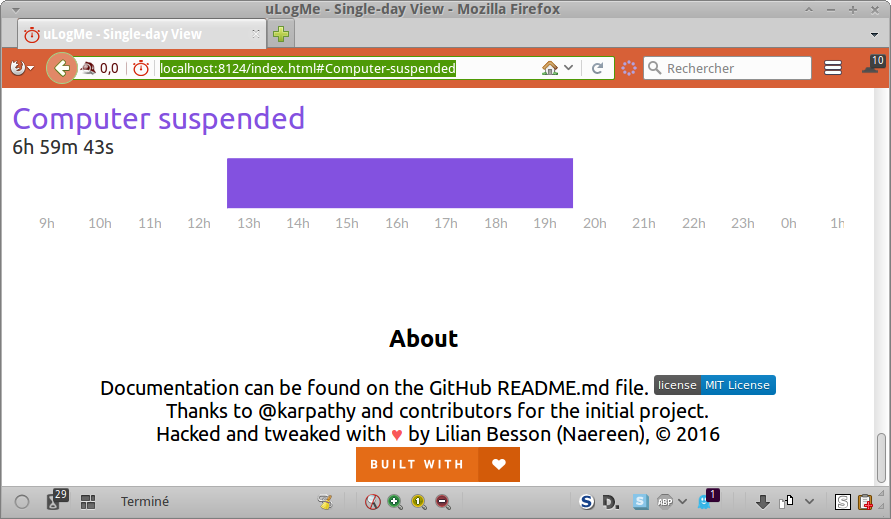 uLogMe - Single-day View - Mozilla Firefox
uLogMe - Single-day View
0,0
localhost:8124/index.html#Computer-suspended
Rechercher
10
Computer suspended
6h 59m 43s
9h 10h 11h 12h 13h 14h 15h 16h 17h 18h 19h 20h 21h 22h 23h 0h 1h
About
Documentation can be found on the GitHub README.md file. license MIT License
Thanks to @karpathy and contributors for the initial project.
Hacked and tweaked with ♥ by Lilian Besson (Naereen), © 2016
BUILT WITH ♥
29 Terminé 1 S D. S ABP 1 S